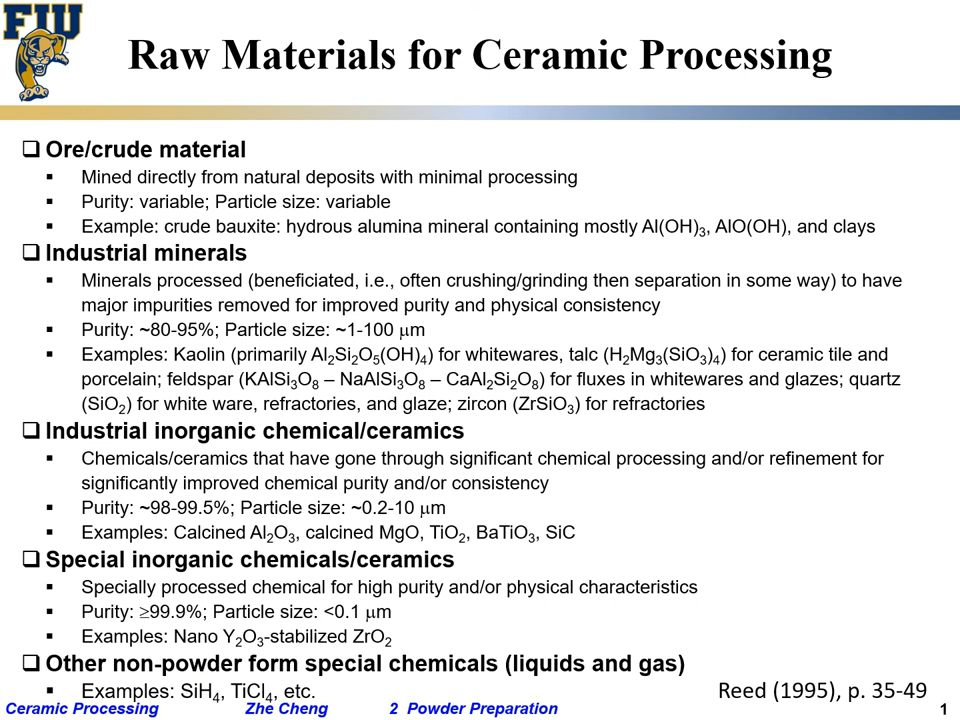 FIU
Raw Materials for Ceramic Processing
❑ Ore/crude material
▪ Mined directly from natural deposits with minimal processing
▪ Purity: variable; Particle size: variable
▪ Example: crude bauxite: hydrous alumina mineral containing mostly Al(OH)₃, AlO(OH), and clays
❑ Industrial minerals
▪ Minerals processed (beneficiated, i.e., often crushing/grinding then separation in some way) to have
major impurities removed for improved purity and physical consistency
▪ Purity: ~80-95%; Particle size: ~1-100 μm
▪ Examples: Kaolin (primarily Al₂Si₂O₅(OH)₄) for whitewares, talc (H₂Mg₃(SiO₃)₄) for ceramic tile and
porcelain; feldspar (KAlSi₃O₈ – NaAlSi₃O₈ – CaAl₂Si₂O₈) for fluxes in whitewares and glazes; quartz
(SiO₂) for white ware, refractories, and glaze; zircon (ZrSiO₃) for refractories
❑ Industrial inorganic chemical/ceramics
▪ Chemicals/ceramics that have gone through significant chemical processing and/or refinement for
significantly improved chemical purity and/or consistency
▪ Purity: ~98-99.5%; Particle size: ~0.2-10 μm
▪ Examples: Calcined Al₂O₃, calcined MgO, TiO₂, BaTiO₃, SiC
❑ Special inorganic chemicals/ceramics
▪ Specially processed chemical for high purity and/or physical characteristics
▪ Purity: ≥99.9%; Particle size: <0.1 μm
▪ Examples: Nano Y₂O₃-stabilized ZrO₂
❑ Other non-powder form special chemicals (liquids and gas)
▪ Examples: SiH₄, TiCl₄, etc.
Reed (1995), p. 35-49
Ceramic Processing Zhe Cheng 2 Powder Preparation 1